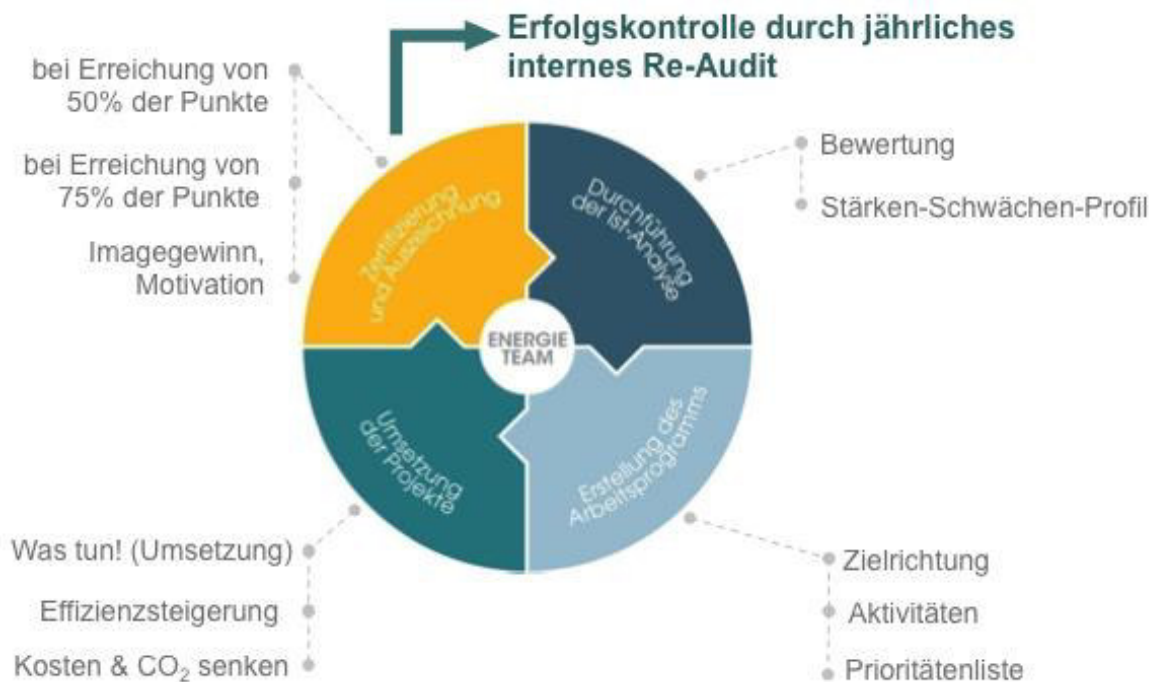 Erfolgskontrolle durch jährliches
internes Re-Audit
bei Erreichung von
50% der Punkte
bei Erreichung von
75% der Punkte
Imagegewinn,
Motivation
Zertifizierung
und Auszeichnung
Durchführung
der Ist-Analyse
Bewertung
Stärken-Schwächen-Profil
ENERGIE
TEAM
Umsetzung
der Projekte
Erstellung des
Arbeitsprogramms
Was tun! (Umsetzung)
Effizienzsteigerung
Kosten & CO₂ senken
Zielrichtung
Aktivitäten
Prioritätenliste